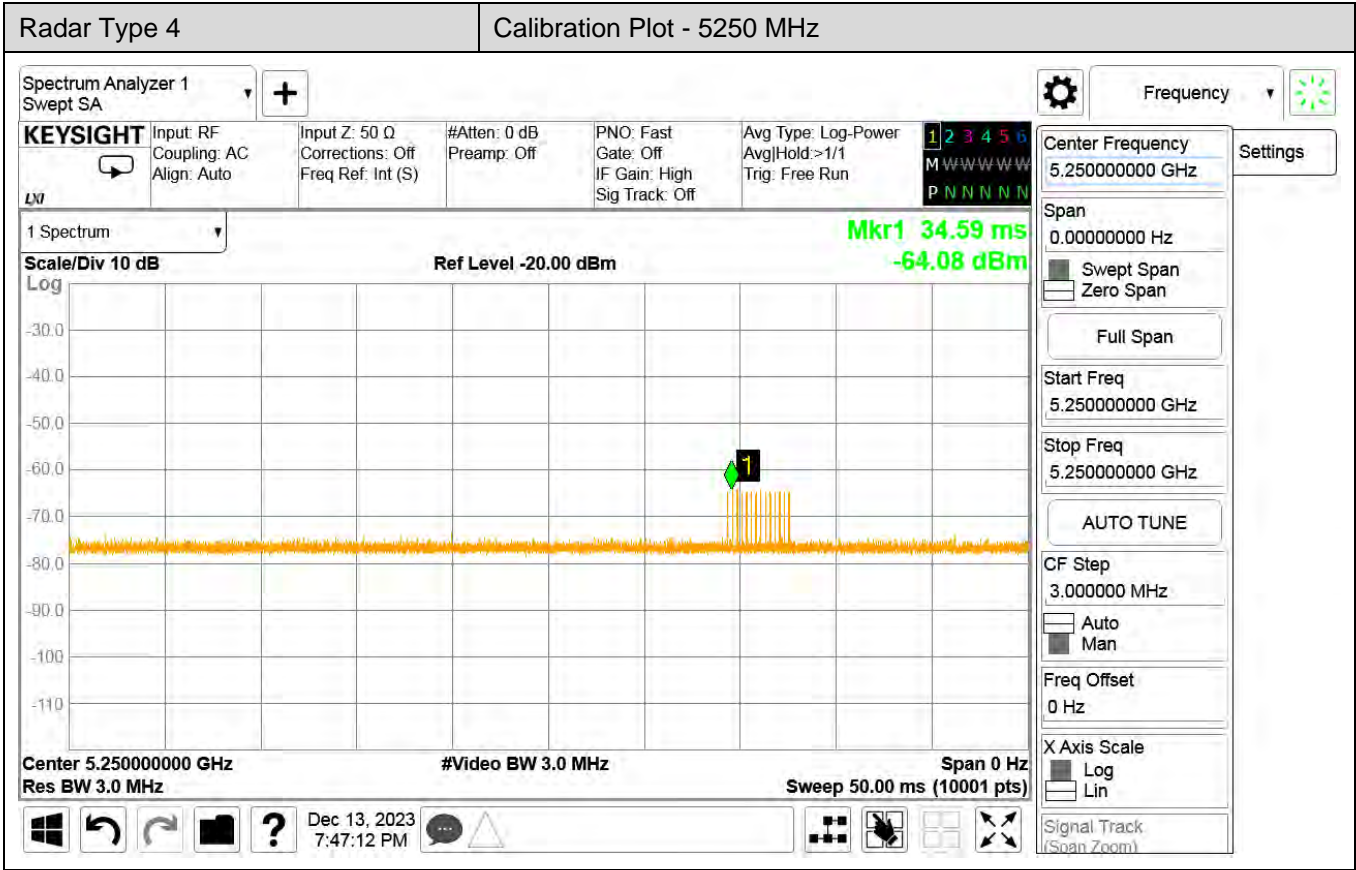 Radar Type 4
Calibration Plot - 5250 MHz
Spectrum Analyzer 1
Swept SA
Frequency
KEYSIGHT
LXI
Input: RF
Coupling: AC
Align: Auto
Input Z: 50 Ω
Corrections: Off
Freq Ref: Int (S)
#Atten: 0 dB
Preamp: Off
PNO: Fast
Gate: Off
IF Gain: High
Sig Track: Off
Avg Type: Log-Power
Avg|Hold:>1/1
Trig: Free Run
1 2 3 4 5 6
M W W W W W W
P N N N N N N
Center Frequency
5.250000000 GHz
Settings
1 Spectrum
Mkr1 34.59 ms
-64.08 dBm
Scale/Div 10 dB
Ref Level -20.00 dBm
Log
-30.0
-40.0
-50.0
-60.0
-70.0
-80.0
-90.0
-100
-110
1
Center 5.250000000 GHz
#Video BW 3.0 MHz
Span 0 Hz
Res BW 3.0 MHz
Sweep 50.00 ms (10001 pts)
Span
0.00000000 Hz
Swept Span
Zero Span
Full Span
Start Freq
5.250000000 GHz
Stop Freq
5.250000000 GHz
AUTO TUNE
CF Step
3.000000 MHz
Auto
Man
Freq Offset
0 Hz
X Axis Scale
Log
Lin
Signal Track
(Span Zoom)
?
Dec 13, 2023
7:47:12 PM